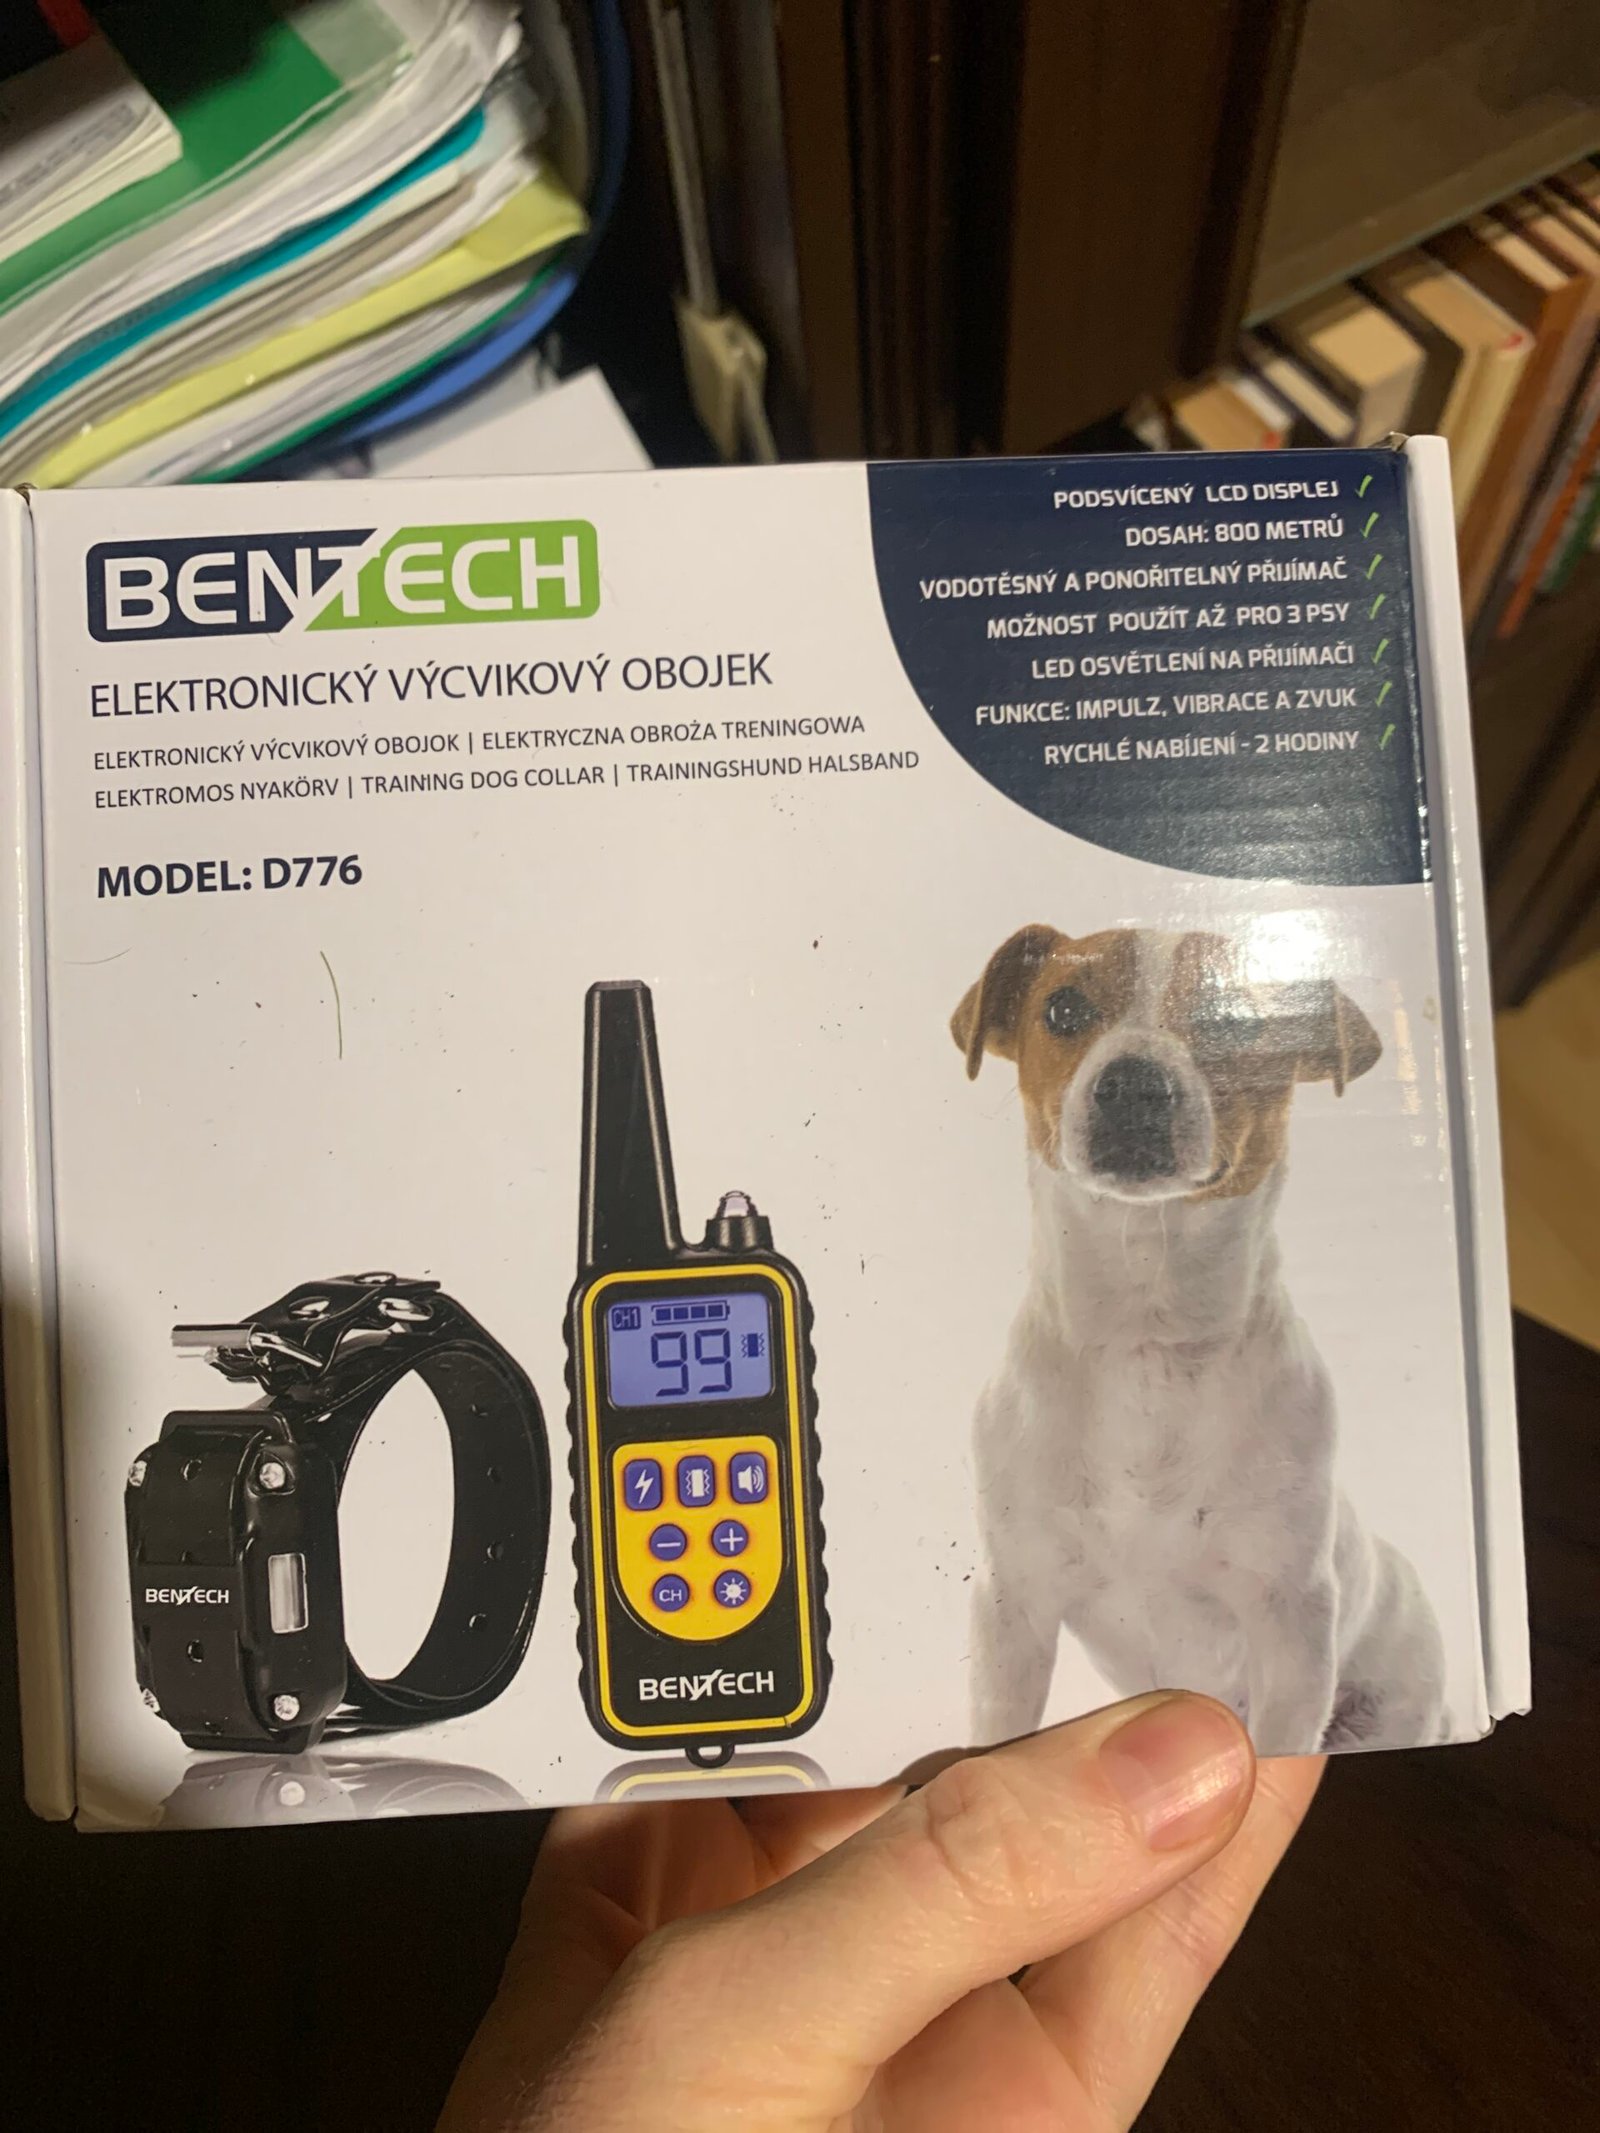 BENTECH
ELEKTRONICKÝ VÝCVIKOVÝ OBOJEK
ELEKTRONICKÝ VÝCVIKOVÝ OBOJOK | ELEKTRYCZNA OBROŻA TRENINGOWA
ELEKTROMOS NYAKÖRV | TRAINING DOG COLLAR | TRAININGSHUND HALSBAND
MODEL: D776
PODSVÍCENÝ LCD DISPLEJ
DOSAH: 800 METRŮ
VODOTĚSNÝ A PONOŘITELNÝ PŘIJÍMAČ
MOŽNOST POUŽÍT AŽ PRO 3 PSY
LED OSVĚTLENÍ NA PŘIJÍMAČI
FUNKCE: IMPULZ, VIBRACE A ZVUK
RYCHLÉ NABÍJENÍ - 2 HODINY
BENTECH
CH1
99
CH
BENTECH